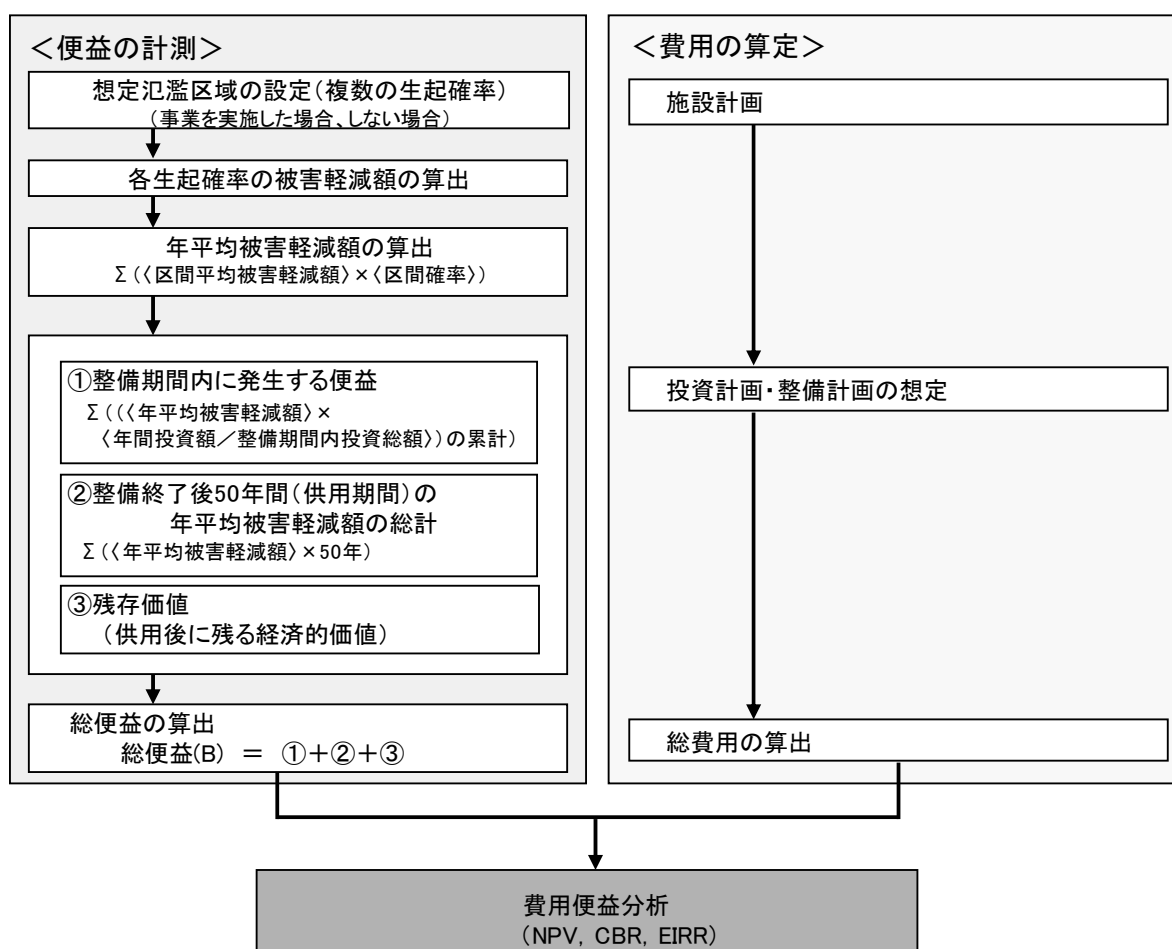 ＜便益の計測＞
想定氾濫区域の設定（複数の生起確率）
（事業を実施した場合、しない場合）
各生起確率の被害軽減額の算出
年平均被害軽減額の算出
Σ（〈区間平均被害軽減額〉×〈区間確率〉）
①整備期間内に発生する便益
Σ（（〈年平均被害軽減額〉×
〈年間投資額／整備期間内投資総額〉）の累計）
②整備終了後50年間（供用期間）の
年平均被害軽減額の総計
Σ（〈年平均被害軽減額〉×50年）
③残存価値
（供用後に残る経済的価値）
総便益の算出
総便益(B) ＝ ①＋②＋③
＜費用の算定＞
施設計画
投資計画・整備計画の想定
総費用の算出
費用便益分析
（NPV, CBR, EIRR）